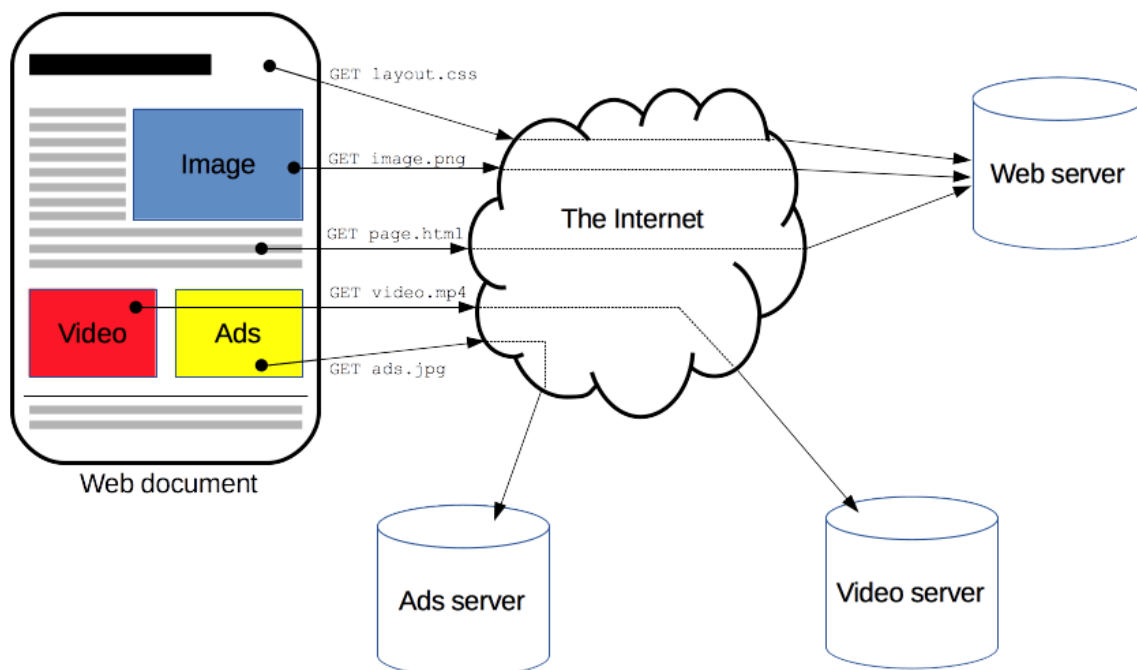 GET layout.css
Image
GET image.png
Web server
The Internet
GET page.html
GET video.mp4
Video
Ads
GET ads.jpg
Web document
Ads server
Video server